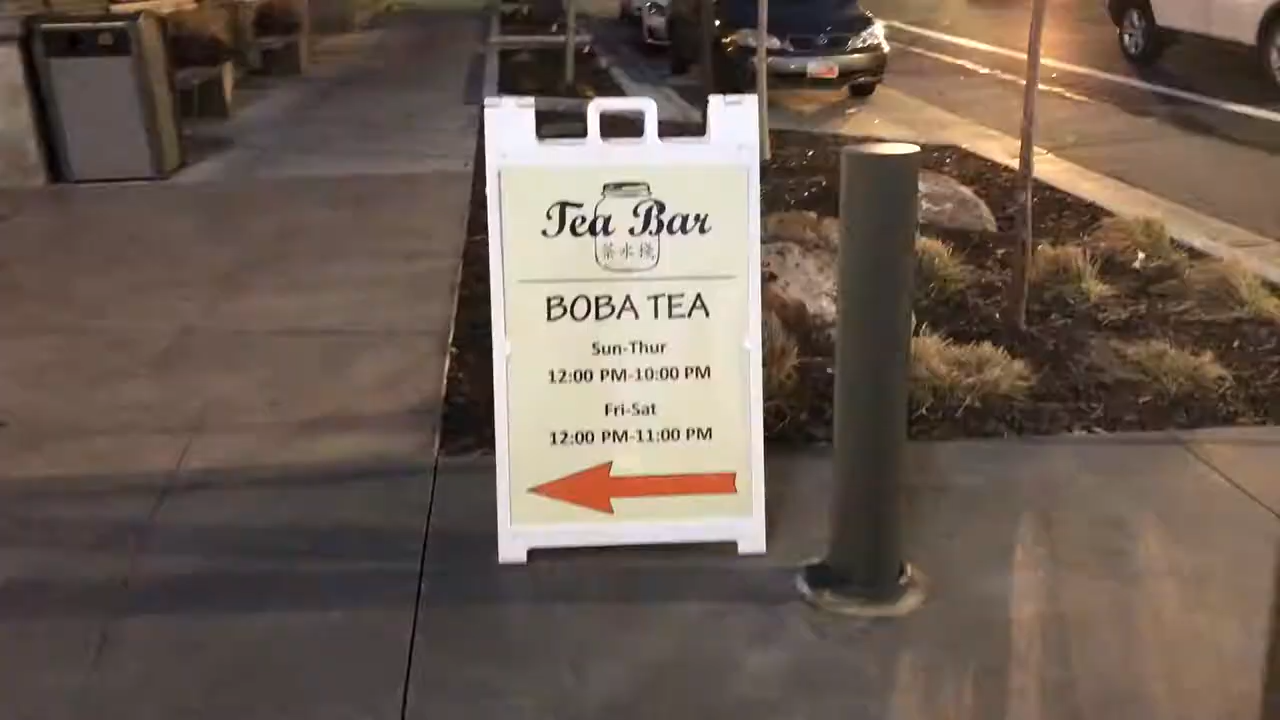 Tea Bar
茶水棧
BOBA TEA
Sun-Thur
12:00 PM-10:00 PM
Fri-Sat
12:00 PM-11:00 PM